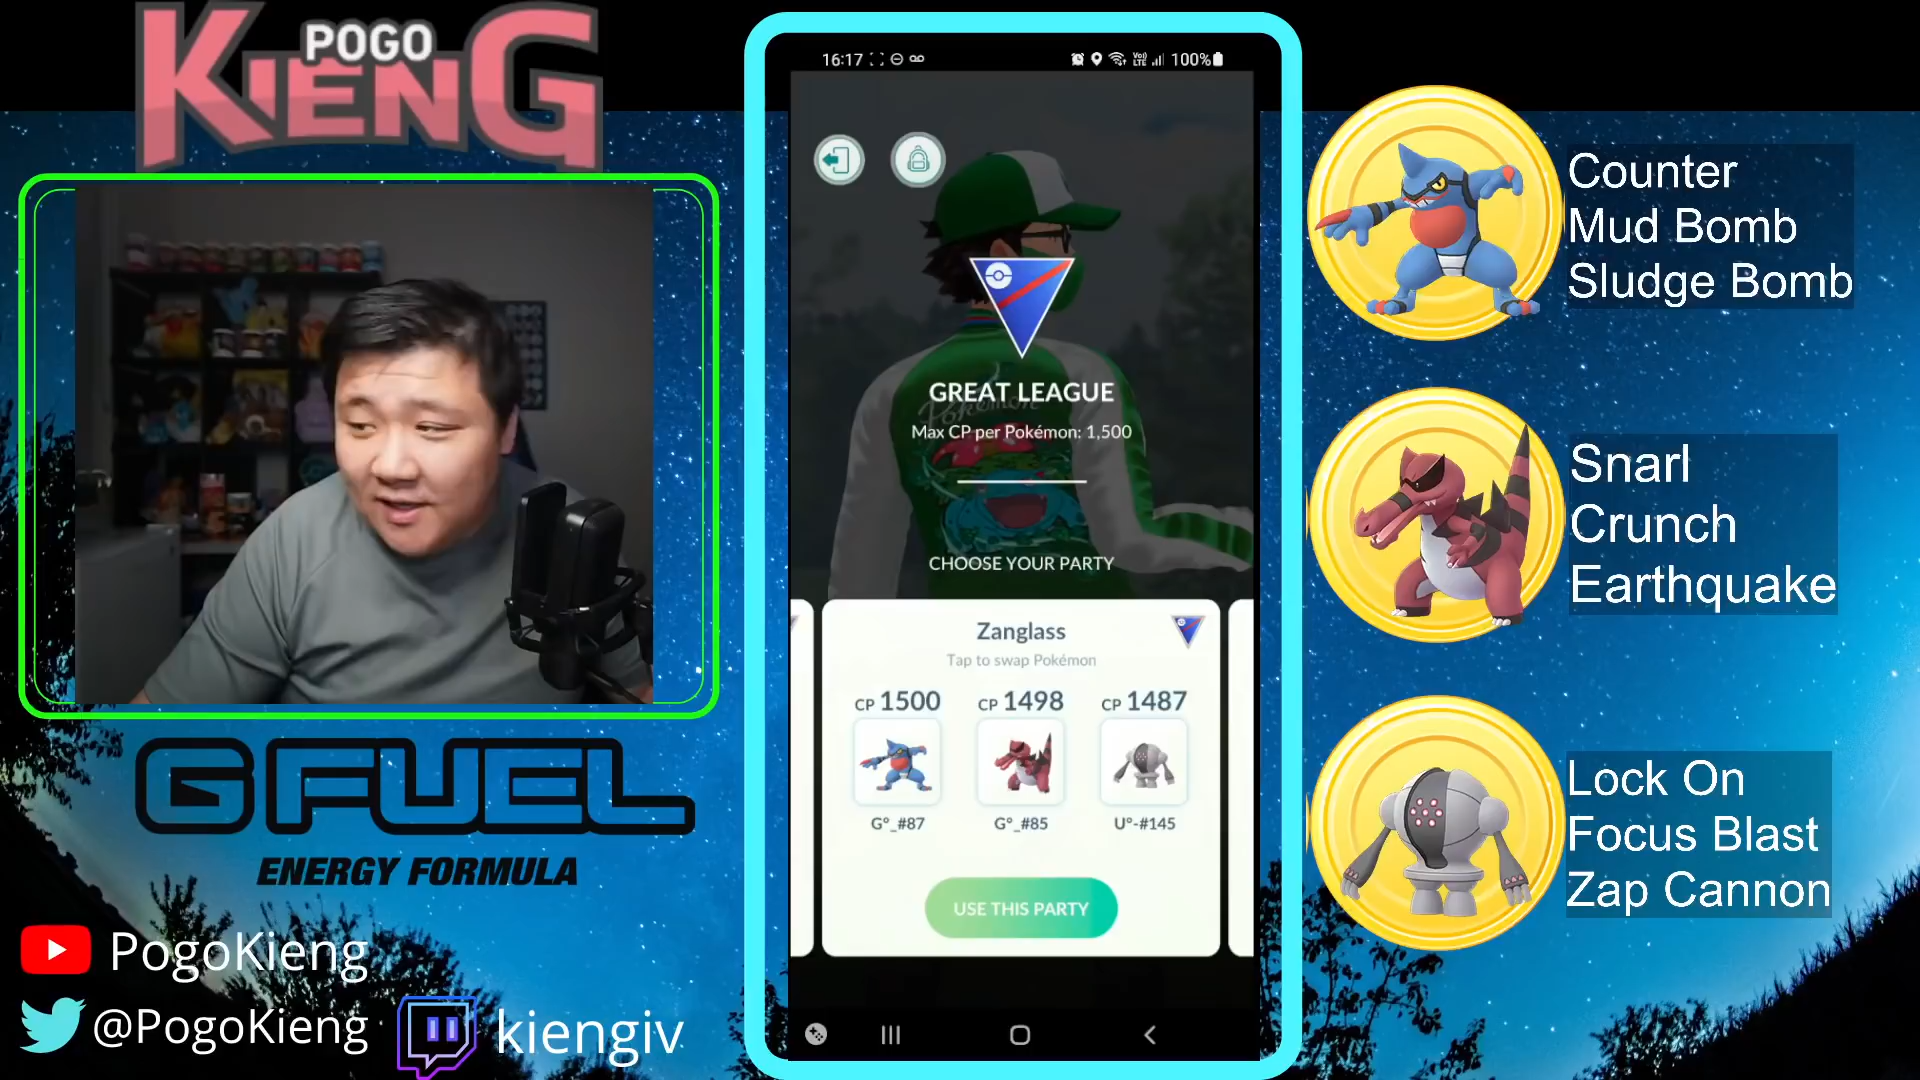 POGO
KIENG
G FUEL
ENERGY FORMULA
PogoKieng
@PogoKieng
kiengiv
16:17
100%
GREAT LEAGUE
Max CP per Pokémon: 1,500
CHOOSE YOUR PARTY
Zanglass
Tap to swap Pokémon
CP 1500
CP 1498
CP 1487
G°_#87
G°_#85
U°-#145
USE THIS PARTY
Counter
Mud Bomb
Sludge Bomb
Snarl
Crunch
Earthquake
Lock On
Focus Blast
Zap Cannon